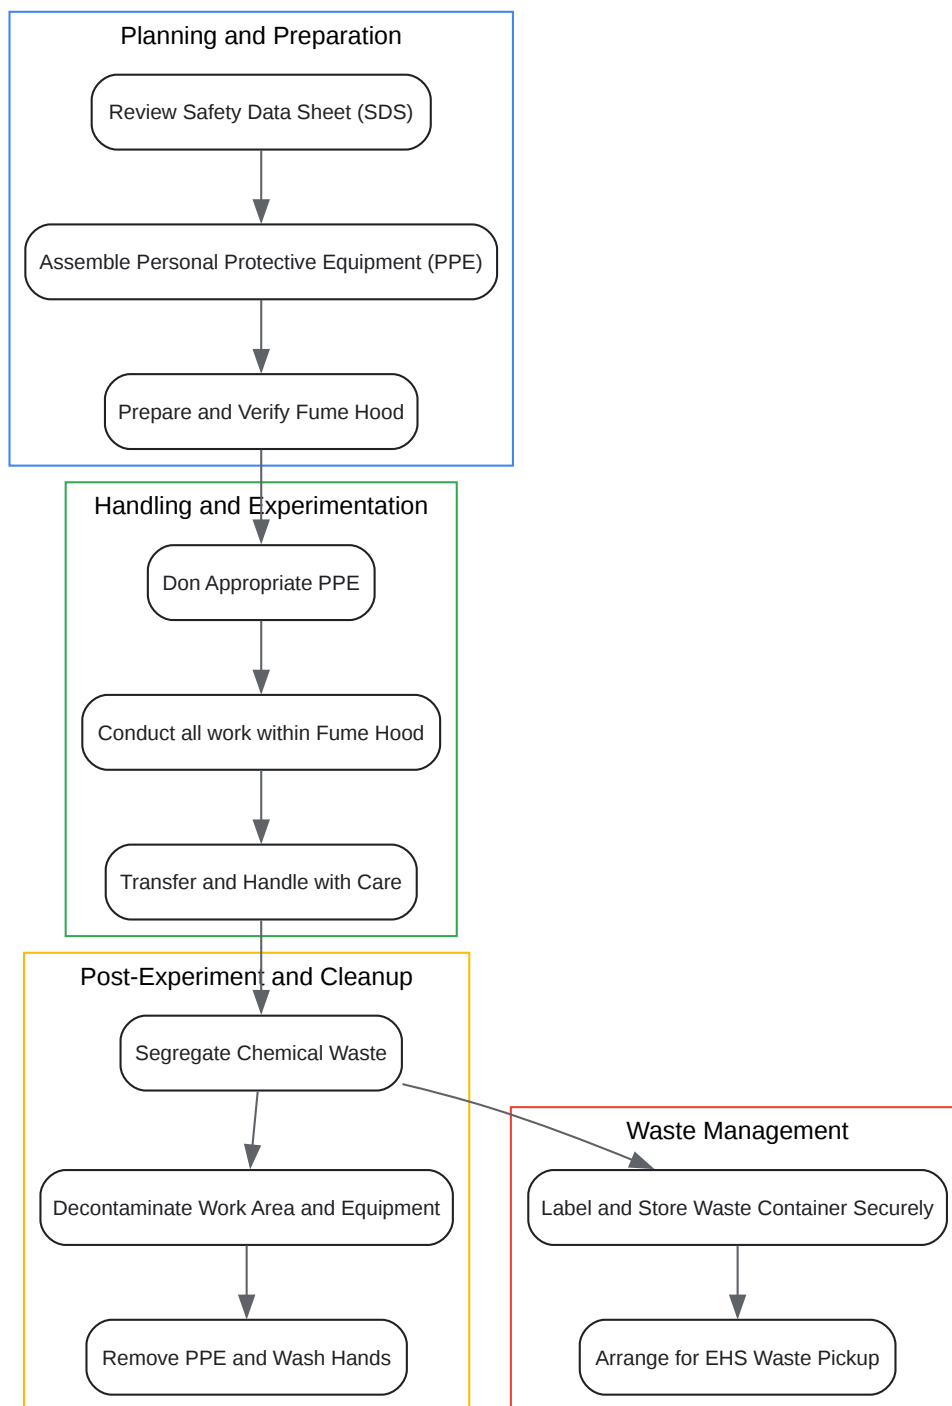 Planning and Preparation
Review Safety Data Sheet (SDS)
Assemble Personal Protective Equipment (PPE)
Prepare and Verify Fume Hood
Handling and Experimentation
Don Appropriate PPE
Conduct all work within Fume Hood
Transfer and Handle with Care
Post-Experiment and Cleanup
Segregate Chemical Waste
Decontaminate Work Area and Equipment
Remove PPE and Wash Hands
Waste Management
Label and Store Waste Container Securely
Arrange for EHS Waste Pickup